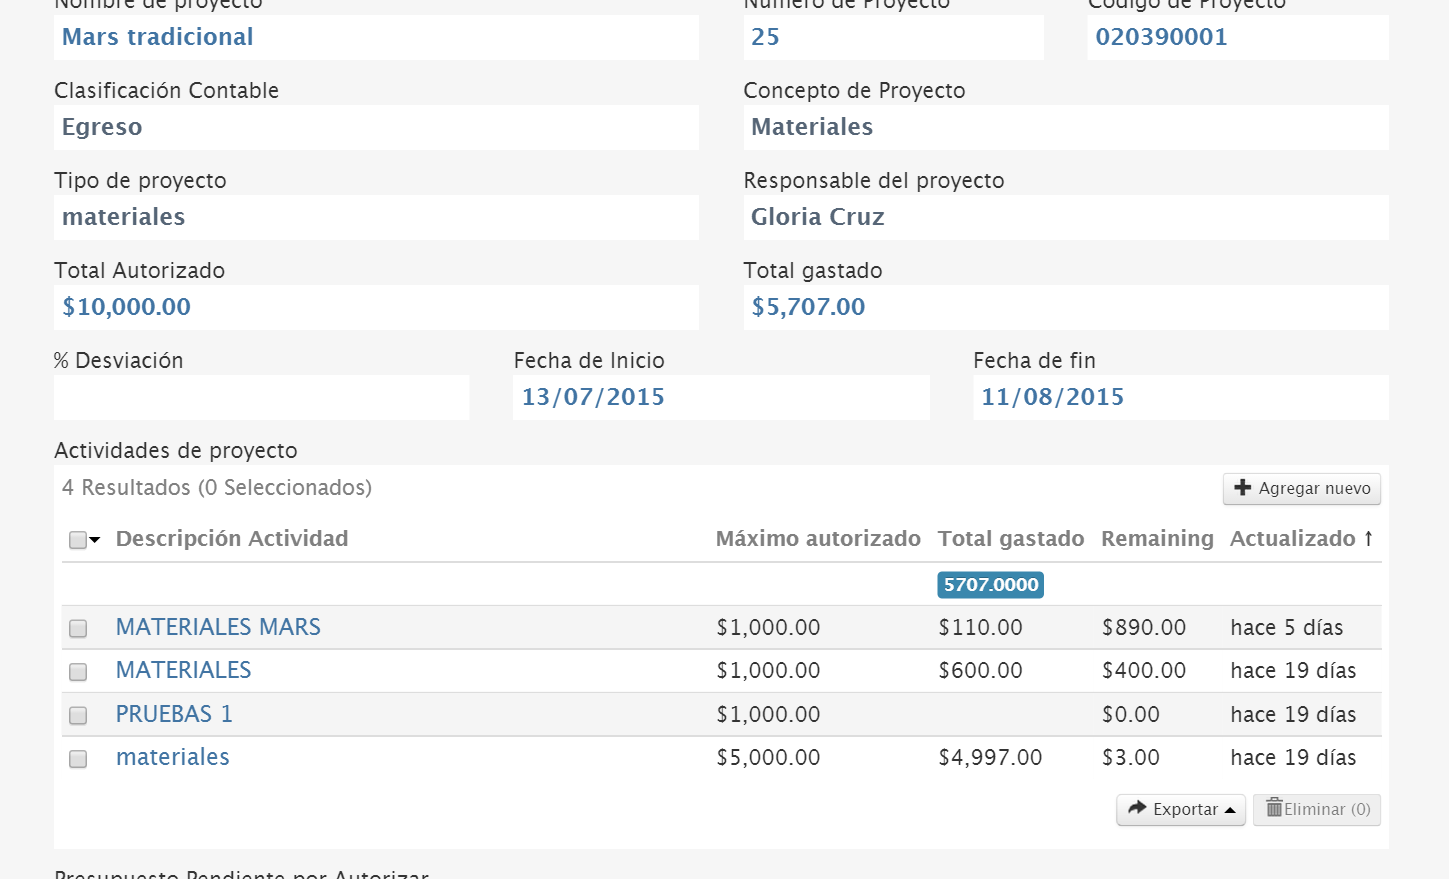 Nombre de proyecto Número de Proyecto Código de Proyecto
Mars tradicional 25 020390001
Clasificación Contable Concepto de Proyecto
Egreso Materiales
Tipo de proyecto Responsable del proyecto
materiales Gloria Cruz
Total Autorizado Total gastado
$10,000.00 $5,707.00
% Desviación Fecha de Inicio Fecha de fin
13/07/2015 11/08/2015
Actividades de proyecto
4 Resultados (0 Seleccionados) Agregar nuevo
Descripción Actividad Máximo autorizado Total gastado Remaining Actualizado ↑
5707.0000
MATERIALES MARS $1,000.00 $110.00 $890.00 hace 5 días
MATERIALES $1,000.00 $600.00 $400.00 hace 19 días
PRUEBAS 1 $1,000.00 $0.00 hace 19 días
materiales $5,000.00 $4,997.00 $3.00 hace 19 días
Exportar Eliminar (0)
Presupuesto Pendiente por Autorizar